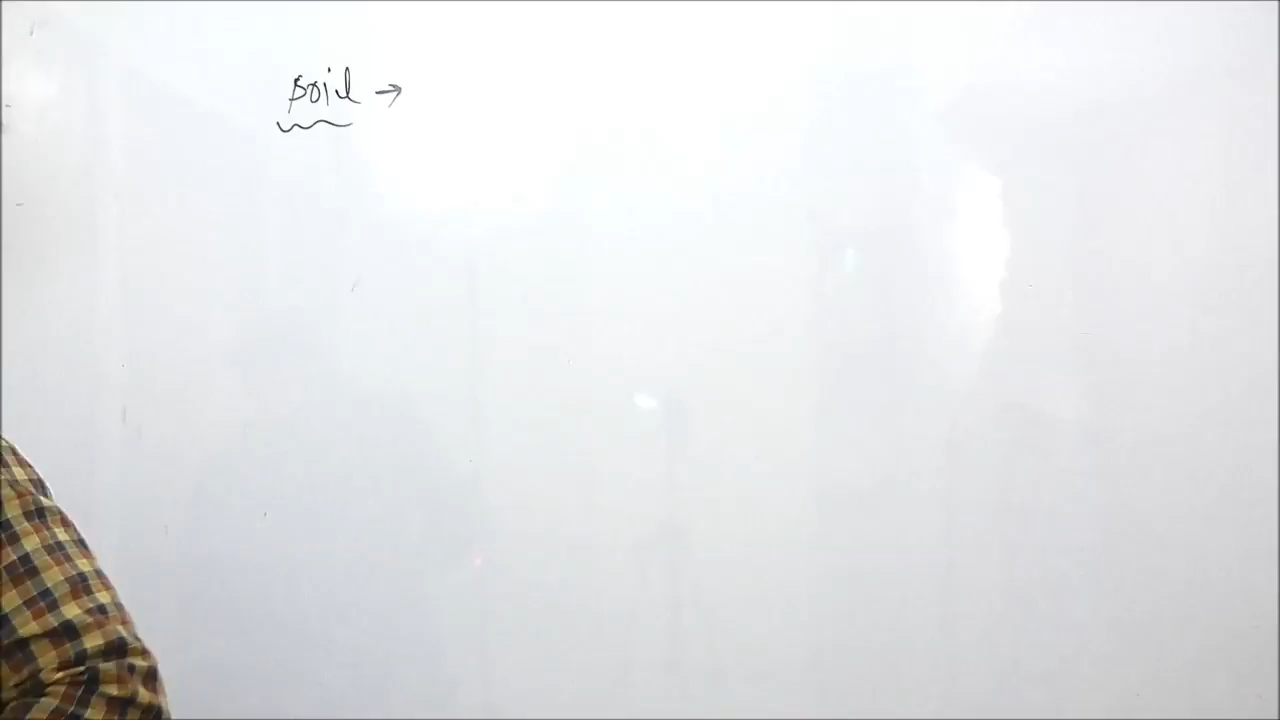 soil →